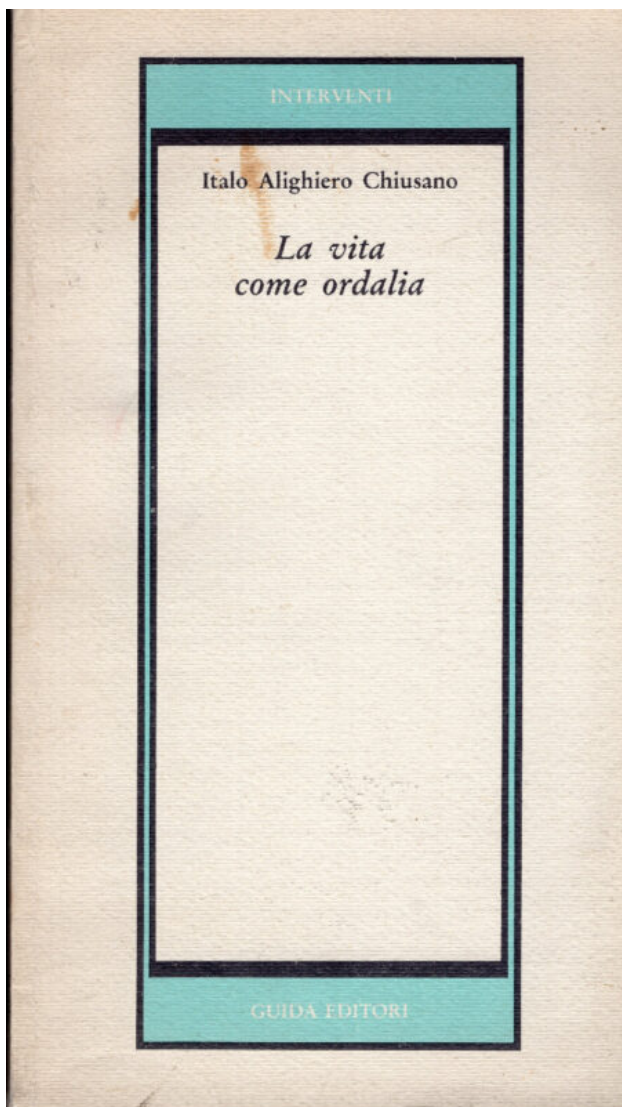 INTERVENTI
Italo Alighiero Chiusano
La vita
come ordalia
GUIDA EDITORI